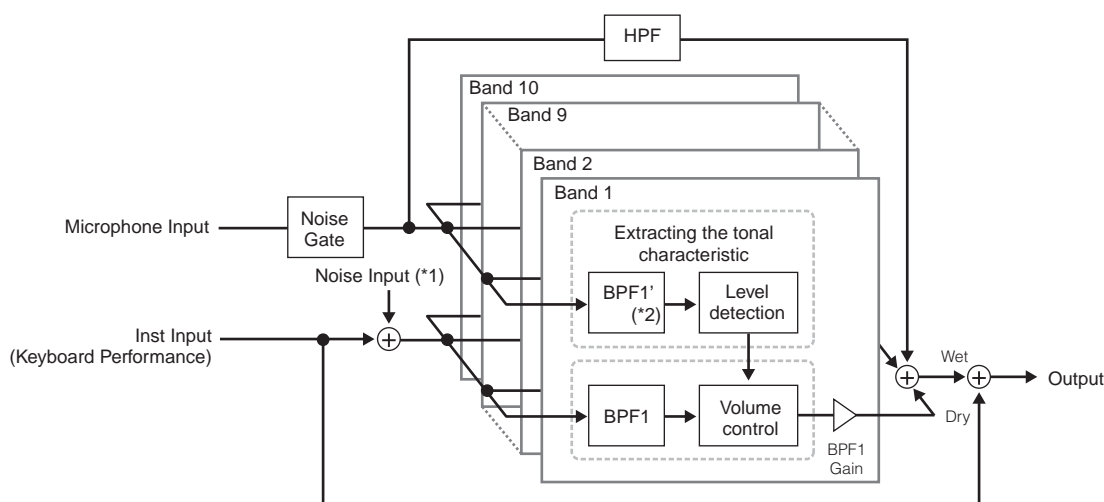 HPF
Band 10
Band 9
Band 2
Band 1
Microphone Input
Noise
Gate
Extracting the tonal
characteristic
Noise Input (*1)
BPF1’
(*2)
Level
detection
Inst Input
(Keyboard Performance)
Wet
Output
BPF1
Volume
control
Dry
BPF1
Gain